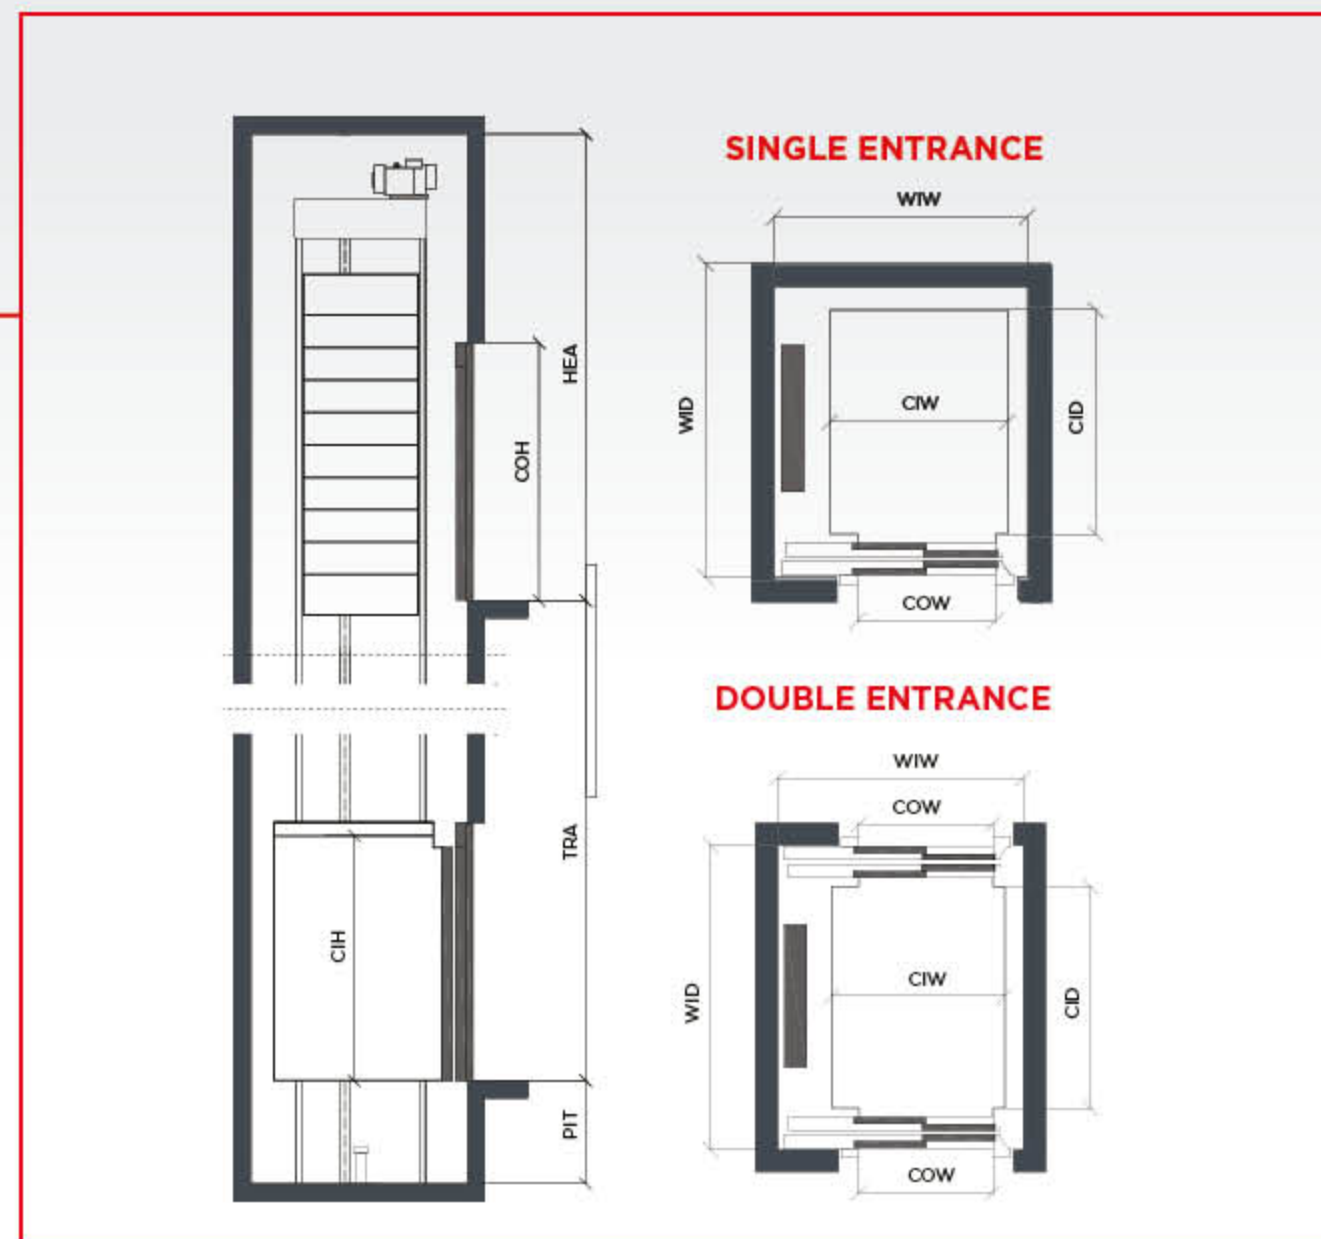 HEA
COH
TRA
CIH
PIT
SINGLE ENTRANCE
WIW
WID
CIW
CID
COW
DOUBLE ENTRANCE
WIW
COW
WID
CIW
CID
COW